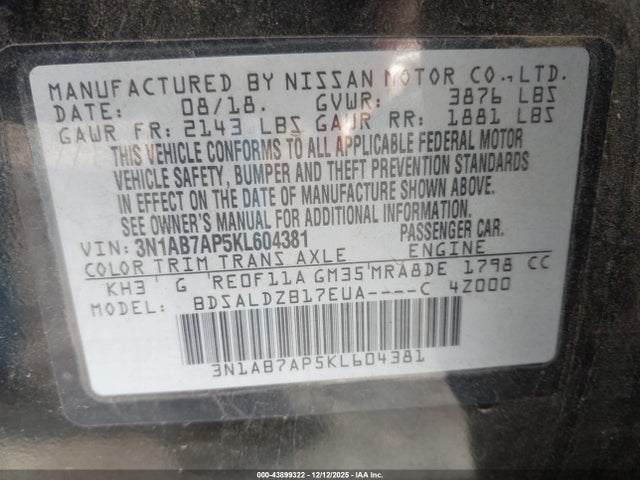 MANUFACTURED BY NISSAN MOTOR CO.,LTD.
DATE: 08/18. GVWR: 3876 LBS
GAWR FR: 2143 LBS GAWR RR: 1881 LBS
THIS VEHICLE CONFORMS TO ALL APPLICABLE FEDERAL MOTOR
VEHICLE SAFETY, BUMPER AND THEFT PREVENTION STANDARDS
IN EFFECT ON THE DATE OF MANUFACTURE SHOWN ABOVE.
SEE OWNER'S MANUAL FOR ADDITIONAL INFORMATION.
VIN: 3N1AB7AP5KL604381 PASSENGER CAR.
COLOR TRIM TRANS AXLE ENGINE
KH3 G RE0F11A GM35 MRA8DE 1798 CC
BDSALDZB17EUA----C 4Z000
3N1AB7AP5KL604381
00-43899322 - 12/12/2025 - IAA Inc.